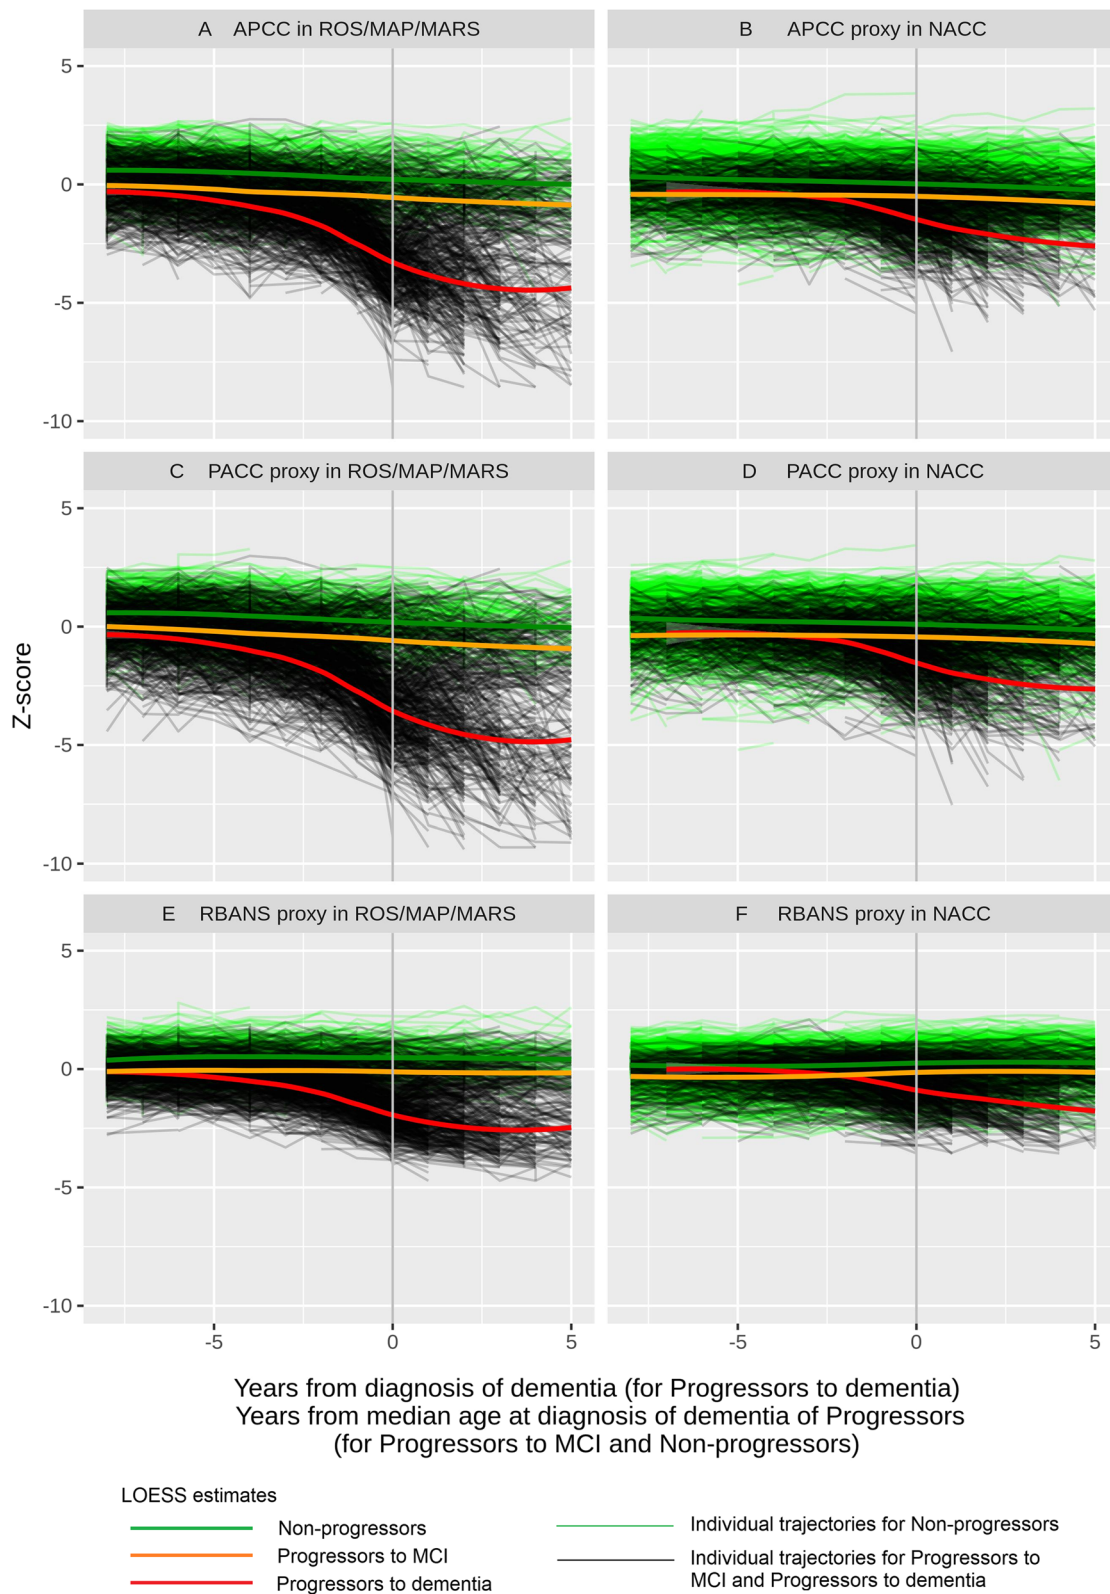 A APCC in ROS/MAP/MARS
B APCC proxy in NACC
5
0
-5
-10
C PACC proxy in ROS/MAP/MARS
D PACC proxy in NACC
5
0
-5
-10
Z-score
E RBANS proxy in ROS/MAP/MARS
F RBANS proxy in NACC
5
0
-5
-10
-5 0 5 -5 0 5
Years from diagnosis of dementia (for Progressors to dementia)
Years from median age at diagnosis of dementia of Progressors
(for Progressors to MCI and Non-progressors)
LOESS estimates
Non-progressors
Progressors to MCI
Progressors to dementia
Individual trajectories for Non-progressors
Individual trajectories for Progressors to
MCI and Progressors to dementia